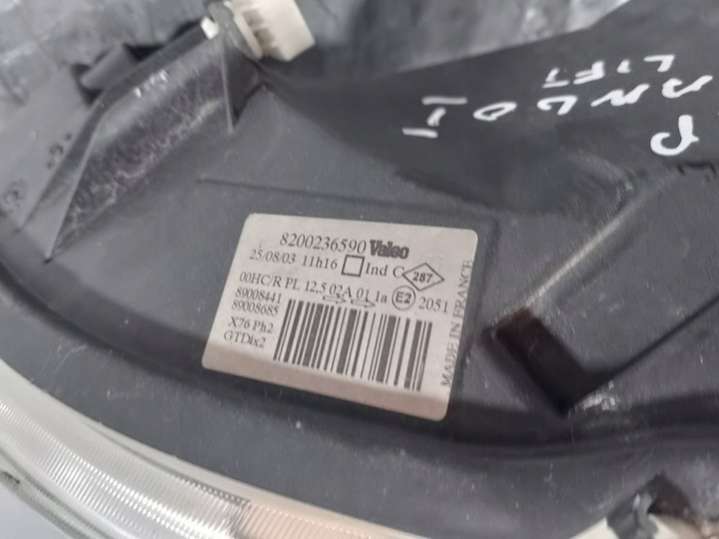 8200236590 Valeo
25/08/03 11h16 Ind C 287
00HC/R PL 12.5 02A 01 1a E2 2051
89008441
89008685
X76 Ph2
GTDlx2
MADE IN FRANCE
LIFT